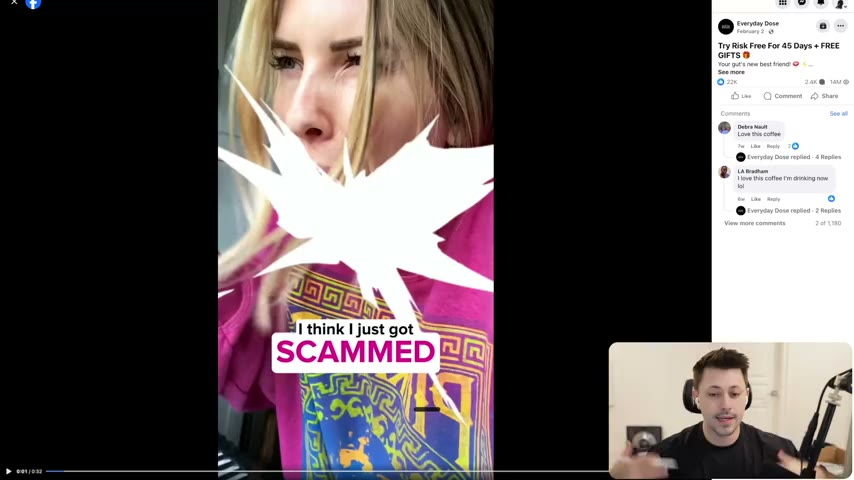 I think I just got
SCAMMED
0:01 / 0:32
Everyday Dose
February 2
Try Risk Free For 45 Days + FREE
GIFTS
Your gut's new best friend!
See more
22K
2.4K
14M
Like
Comment
Share
Comments
See all
Debra Nault
Love this coffee
7w Like Reply 2
Everyday Dose replied · 4 Replies
LA Bradham
I love this coffee I'm drinking now
lol
6w Like Reply
Everyday Dose replied · 2 Replies
View more comments
2 of 1,180